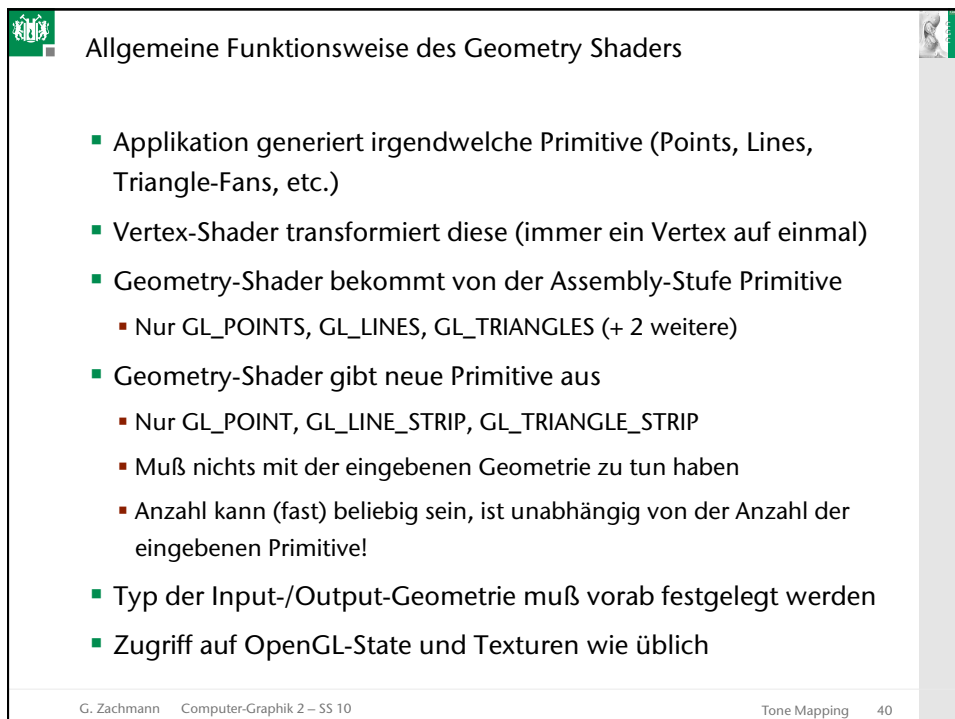 Allgemeine Funktionsweise des Geometry Shaders
▪ Applikation generiert irgendwelche Primitive (Points, Lines,
Triangle-Fans, etc.)
▪ Vertex-Shader transformiert diese (immer ein Vertex auf einmal)
▪ Geometry-Shader bekommt von der Assembly-Stufe Primitive
▪ Nur GL_POINTS, GL_LINES, GL_TRIANGLES (+ 2 weitere)
▪ Geometry-Shader gibt neue Primitive aus
▪ Nur GL_POINT, GL_LINE_STRIP, GL_TRIANGLE_STRIP
▪ Muß nichts mit der eingebenen Geometrie zu tun haben
▪ Anzahl kann (fast) beliebig sein, ist unabhängig von der Anzahl der
eingebenen Primitive!
▪ Typ der Input-/Output-Geometrie muß vorab festgelegt werden
▪ Zugriff auf OpenGL-State und Texturen wie üblich
G. Zachmann Computer-Graphik 2 – SS 10
Tone Mapping 40